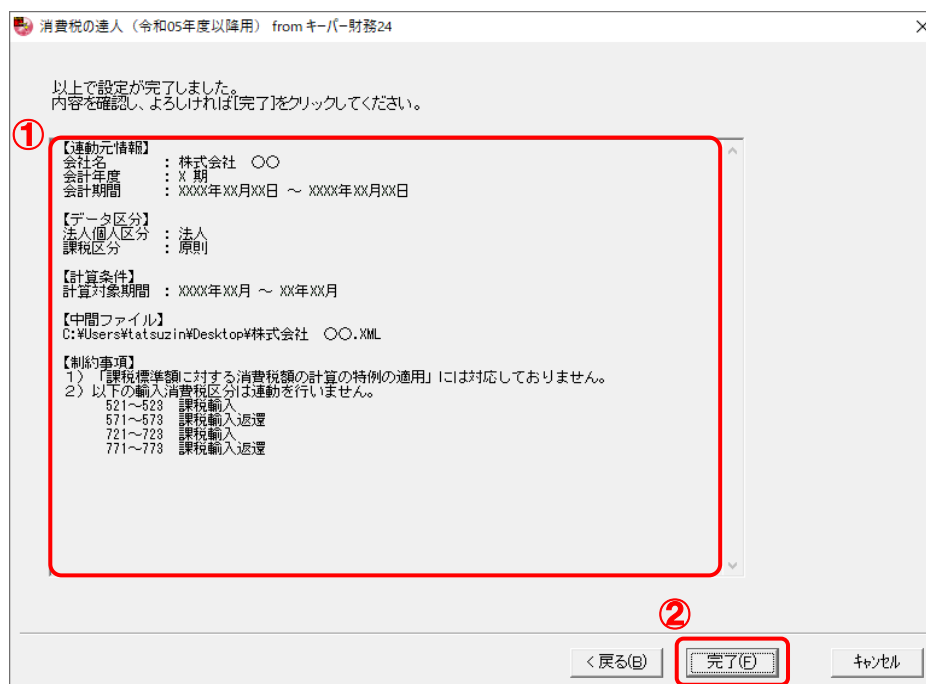 消費税の達人（令和05年度以降用） from キーパー財務24
以上で設定が完了しました。
内容を確認し、よろしければ[完了]をクリックしてください。
①
【連動元情報】
会社名 : 株式会社 〇〇
会計年度 : X 期
会計期間 : XXXX年XX月XX日 ～ XXXX年XX月XX日
【データ区分】
法人個人区分 : 法人
課税区分 : 原則
【計算条件】
計算対象期間 : XXXX年XX月 ～ XX年XX月
【中間ファイル】
C:¥Users¥tatsuzin¥Desktop¥株式会社 〇〇.XML
【制約事項】
1）「課税標準額に対する消費税額の計算の特例の適用」には対応しておりません。
2）以下の輸入消費税区分は連動を行いません。
521～523 課税輸入
571～573 課税輸入返還
721～723 課税輸入
771～773 課税輸入返還
②
< 戻る(B) 完了(F) キャンセル